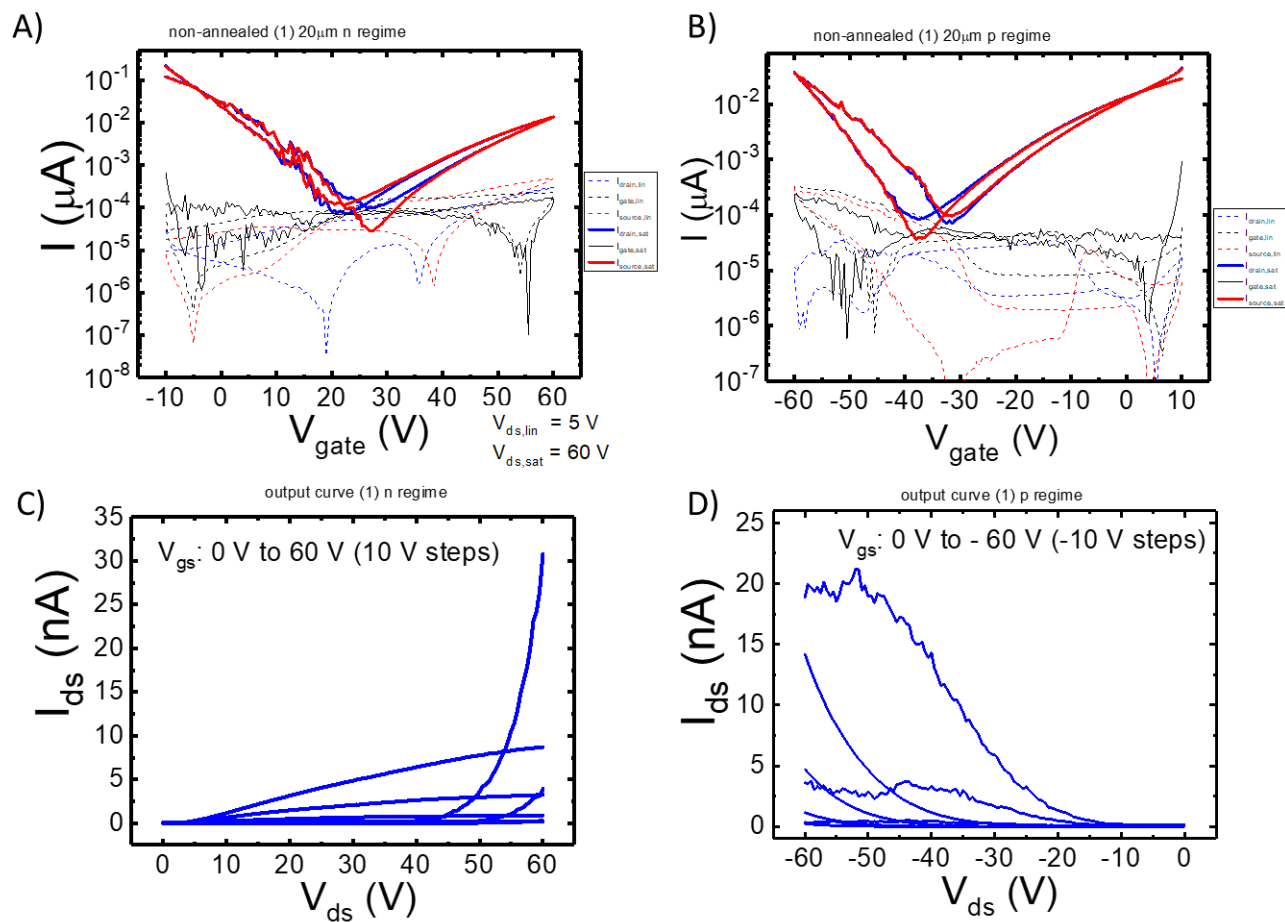 A)
non-annealed (1) 20μm n regime
I (μA)
10⁻¹
10⁻²
10⁻³
10⁻⁴
10⁻⁵
10⁻⁶
10⁻⁷
10⁻⁸
-10 0 10 20 30 40 50 60
V_gate (V)
I_drain,lin
I_gate,lin
I_source,lin
I_drain,sat
I_gate,sat
I_source,sat
V_ds,lin = 5 V
V_ds,sat = 60 V
B)
non-annealed (1) 20μm p regime
I (μA)
10⁻²
10⁻³
10⁻⁴
10⁻⁵
10⁻⁶
10⁻⁷
-60 -50 -40 -30 -20 -10 0 10
V_gate (V)
drain,lin
gate,lin
source,lin
drain,sat
gate,sat
source,sat
C)
output curve (1) n regime
V_gs: 0 V to 60 V (10 V steps)
I_ds (nA)
35
30
25
20
15
10
5
0
0 10 20 30 40 50 60
V_ds (V)
D)
output curve (1) p regime
V_gs: 0 V to - 60 V (-10 V steps)
I_ds (nA)
25
20
15
10
5
0
-60 -50 -40 -30 -20 -10 0
V_ds (V)